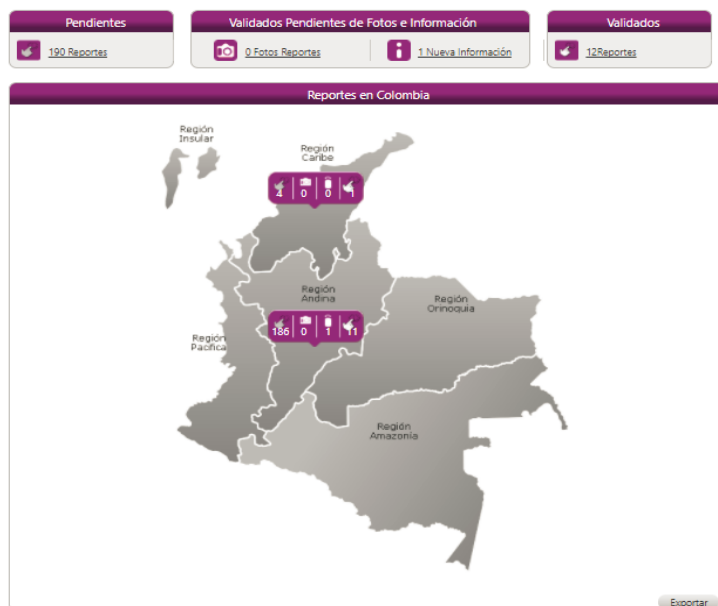 Pendientes
190 Reportes
Validados Pendientes de Fotos e Información
0 Fotos Reportes
1 Nueva Información
Validados
12Reportes
Reportes en Colombia
Región
Insular
Región
Caribe
4 0 0 1
Región
Andina
186 0 1 11
Región
Orinoquia
Región
Pacífica
Región
Amazonía
Exportar